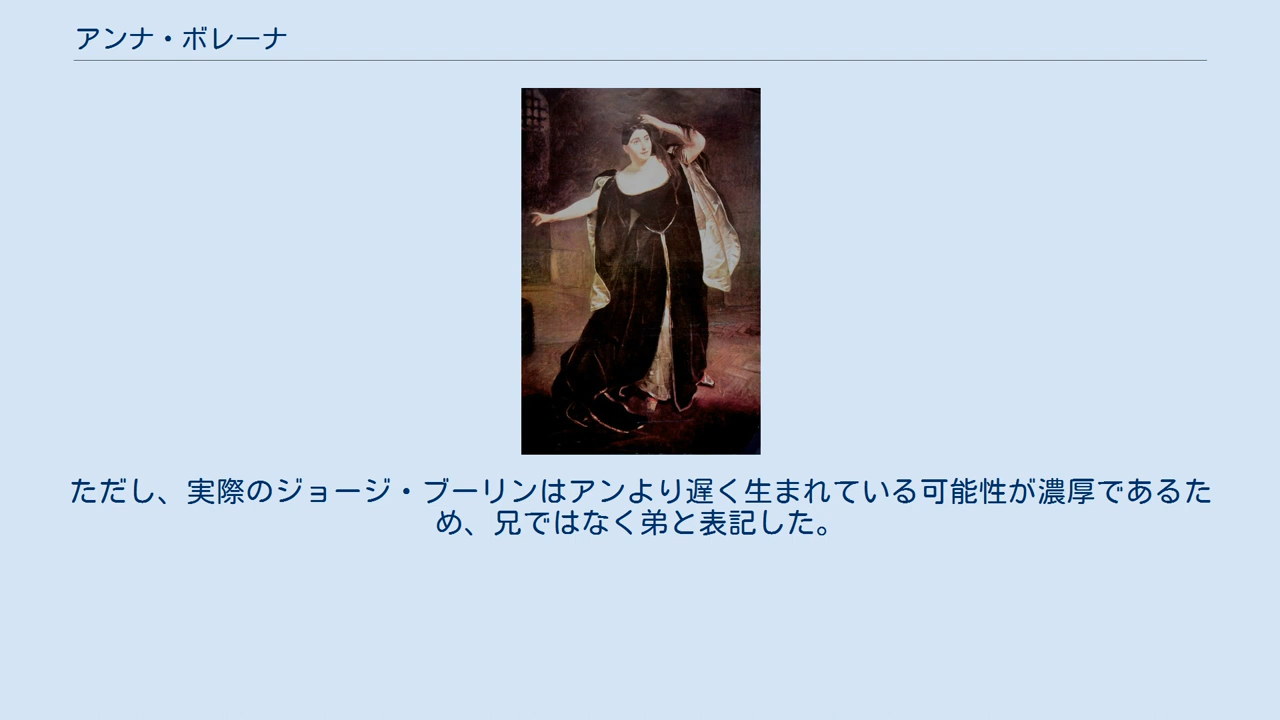 アンナ・ボレーナ
ただし、実際のジョージ・ブーリンはアンより遅く生まれている可能性が濃厚であるた
め、兄ではなく弟と表記した。